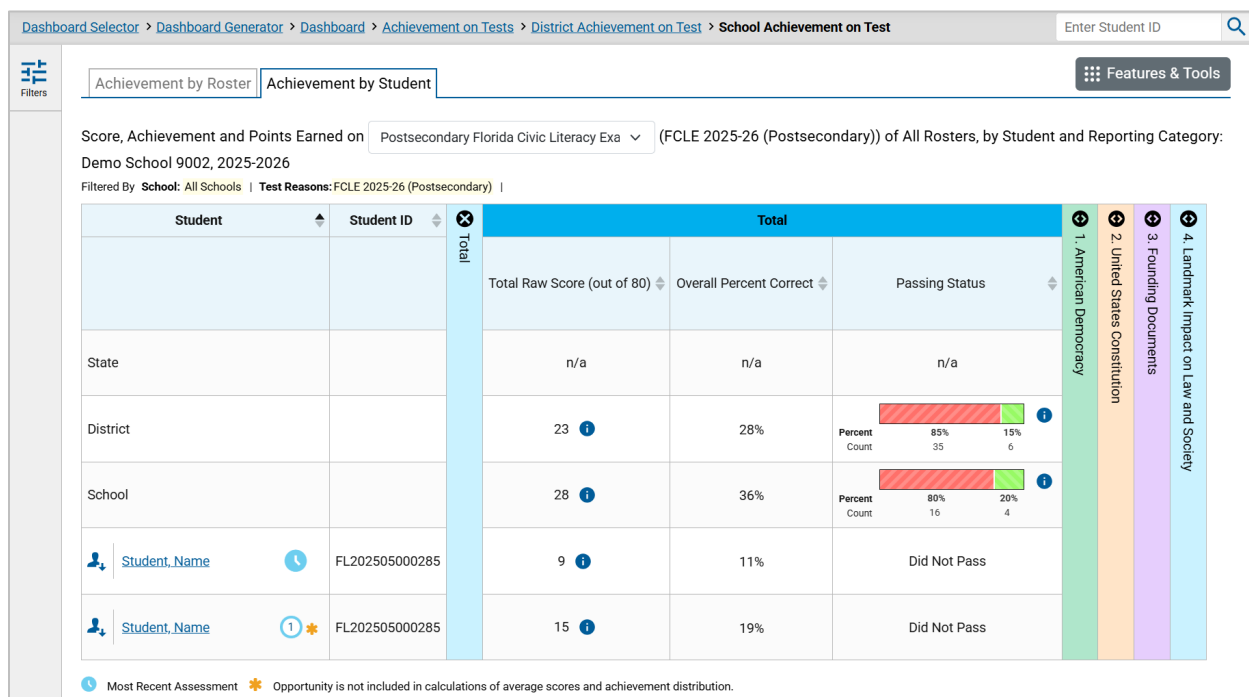 Dashboard Selector > Dashboard Generator > Dashboard > Achievement on Tests > District Achievement on Test > School Achievement on Test
Enter Student ID
Filters
Achievement by Roster
Achievement by Student
Features & Tools
Score, Achievement and Points Earned on Postsecondary Florida Civic Literacy Exa (FCLE 2025-26 (Postsecondary)) of All Rosters, by Student and Reporting Category:
Demo School 9002, 2025-2026
Filtered By School: All Schools | Test Reasons: FCLE 2025-26 (Postsecondary) |
Student
Student ID
Total
Total
1. American Democracy
2. United States Constitution
3. Founding Documents
4. Landmark Impact on Law and Society
Total Raw Score (out of 80)
Overall Percent Correct
Passing Status
State
n/a
n/a
n/a
District
23
28%
Percent 85% 15%
Count 35 6
School
28
36%
Percent 80% 20%
Count 16 4
Student, Name
FL202505000285
9
11%
Did Not Pass
Student, Name
1
FL202505000285
15
19%
Did Not Pass
Most Recent Assessment
Opportunity is not included in calculations of average scores and achievement distribution.